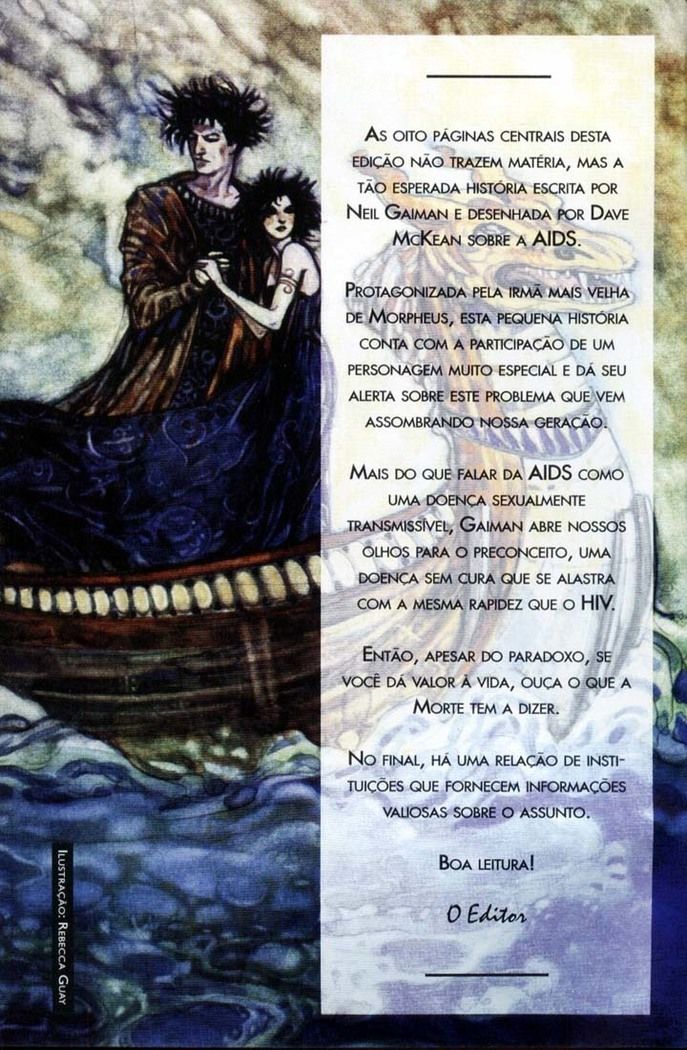 As oito páginas centrais desta
edição não trazem matéria, mas a
tão esperada história escrita por
Neil Gaiman e desenhada por Dave
McKean sobre a AIDS.
Protagonizada pela irmã mais velha
de Morpheus, esta pequena história
conta com a participação de um
personagem muito especial e dá seu
alerta sobre este problema que vem
assombrando nossa geração.
Mais do que falar da AIDS como
uma doença sexualmente
transmissível, Gaiman abre nossos
olhos para o preconceito, uma
doença sem cura que se alastra
com a mesma rapidez que o HIV.
Então, apesar do paradoxo, se
você dá valor à vida, ouça o que a
Morte tem a dizer.
No final, há uma relação de insti-
tuições que fornecem informações
valiosas sobre o assunto.
Boa leitura!
O Editor
Ilustração: Rebecca Guay